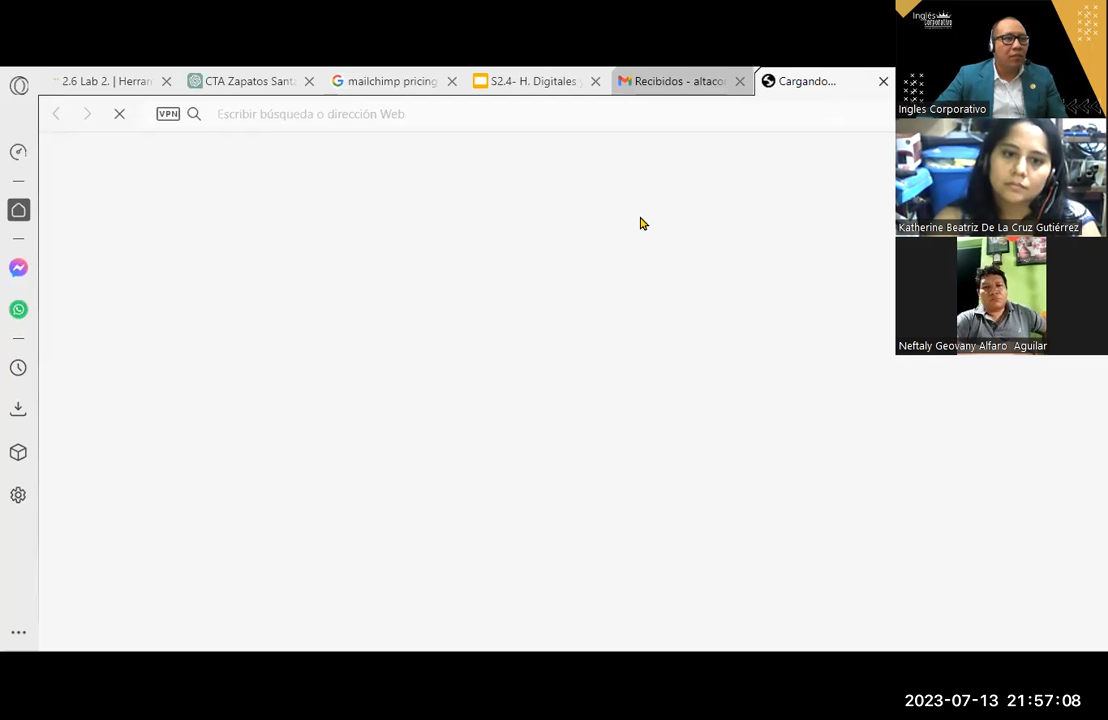 2.6 Lab 2. | Herran
CTA Zapatos Sant
mailchimp pricing
S2.4- H. Digitales
Recibidos - altaco
Cargando...
VPN
Escribir búsqueda o dirección Web
Inglés
Corporativo
Ingles Corporativo
Katherine Beatriz De La Cruz Gutiérrez
Neftaly Geovany Alfaro Aguilar
2023-07-13 21:57:08